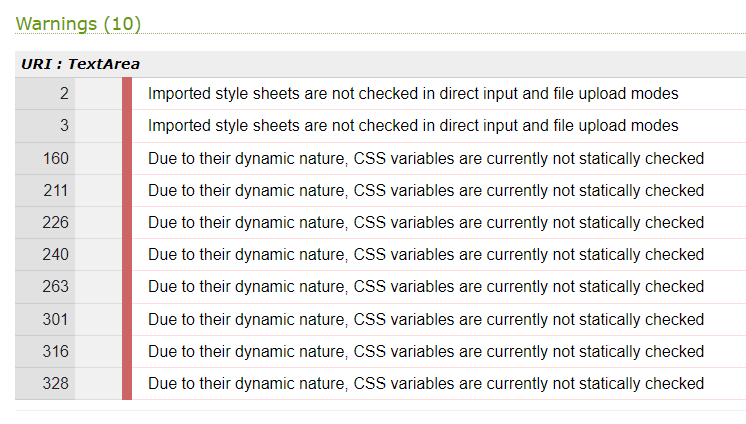 Warnings (10)
URI : TextArea
2 Imported style sheets are not checked in direct input and file upload modes
3 Imported style sheets are not checked in direct input and file upload modes
160 Due to their dynamic nature, CSS variables are currently not statically checked
211 Due to their dynamic nature, CSS variables are currently not statically checked
226 Due to their dynamic nature, CSS variables are currently not statically checked
240 Due to their dynamic nature, CSS variables are currently not statically checked
263 Due to their dynamic nature, CSS variables are currently not statically checked
301 Due to their dynamic nature, CSS variables are currently not statically checked
316 Due to their dynamic nature, CSS variables are currently not statically checked
328 Due to their dynamic nature, CSS variables are currently not statically checked